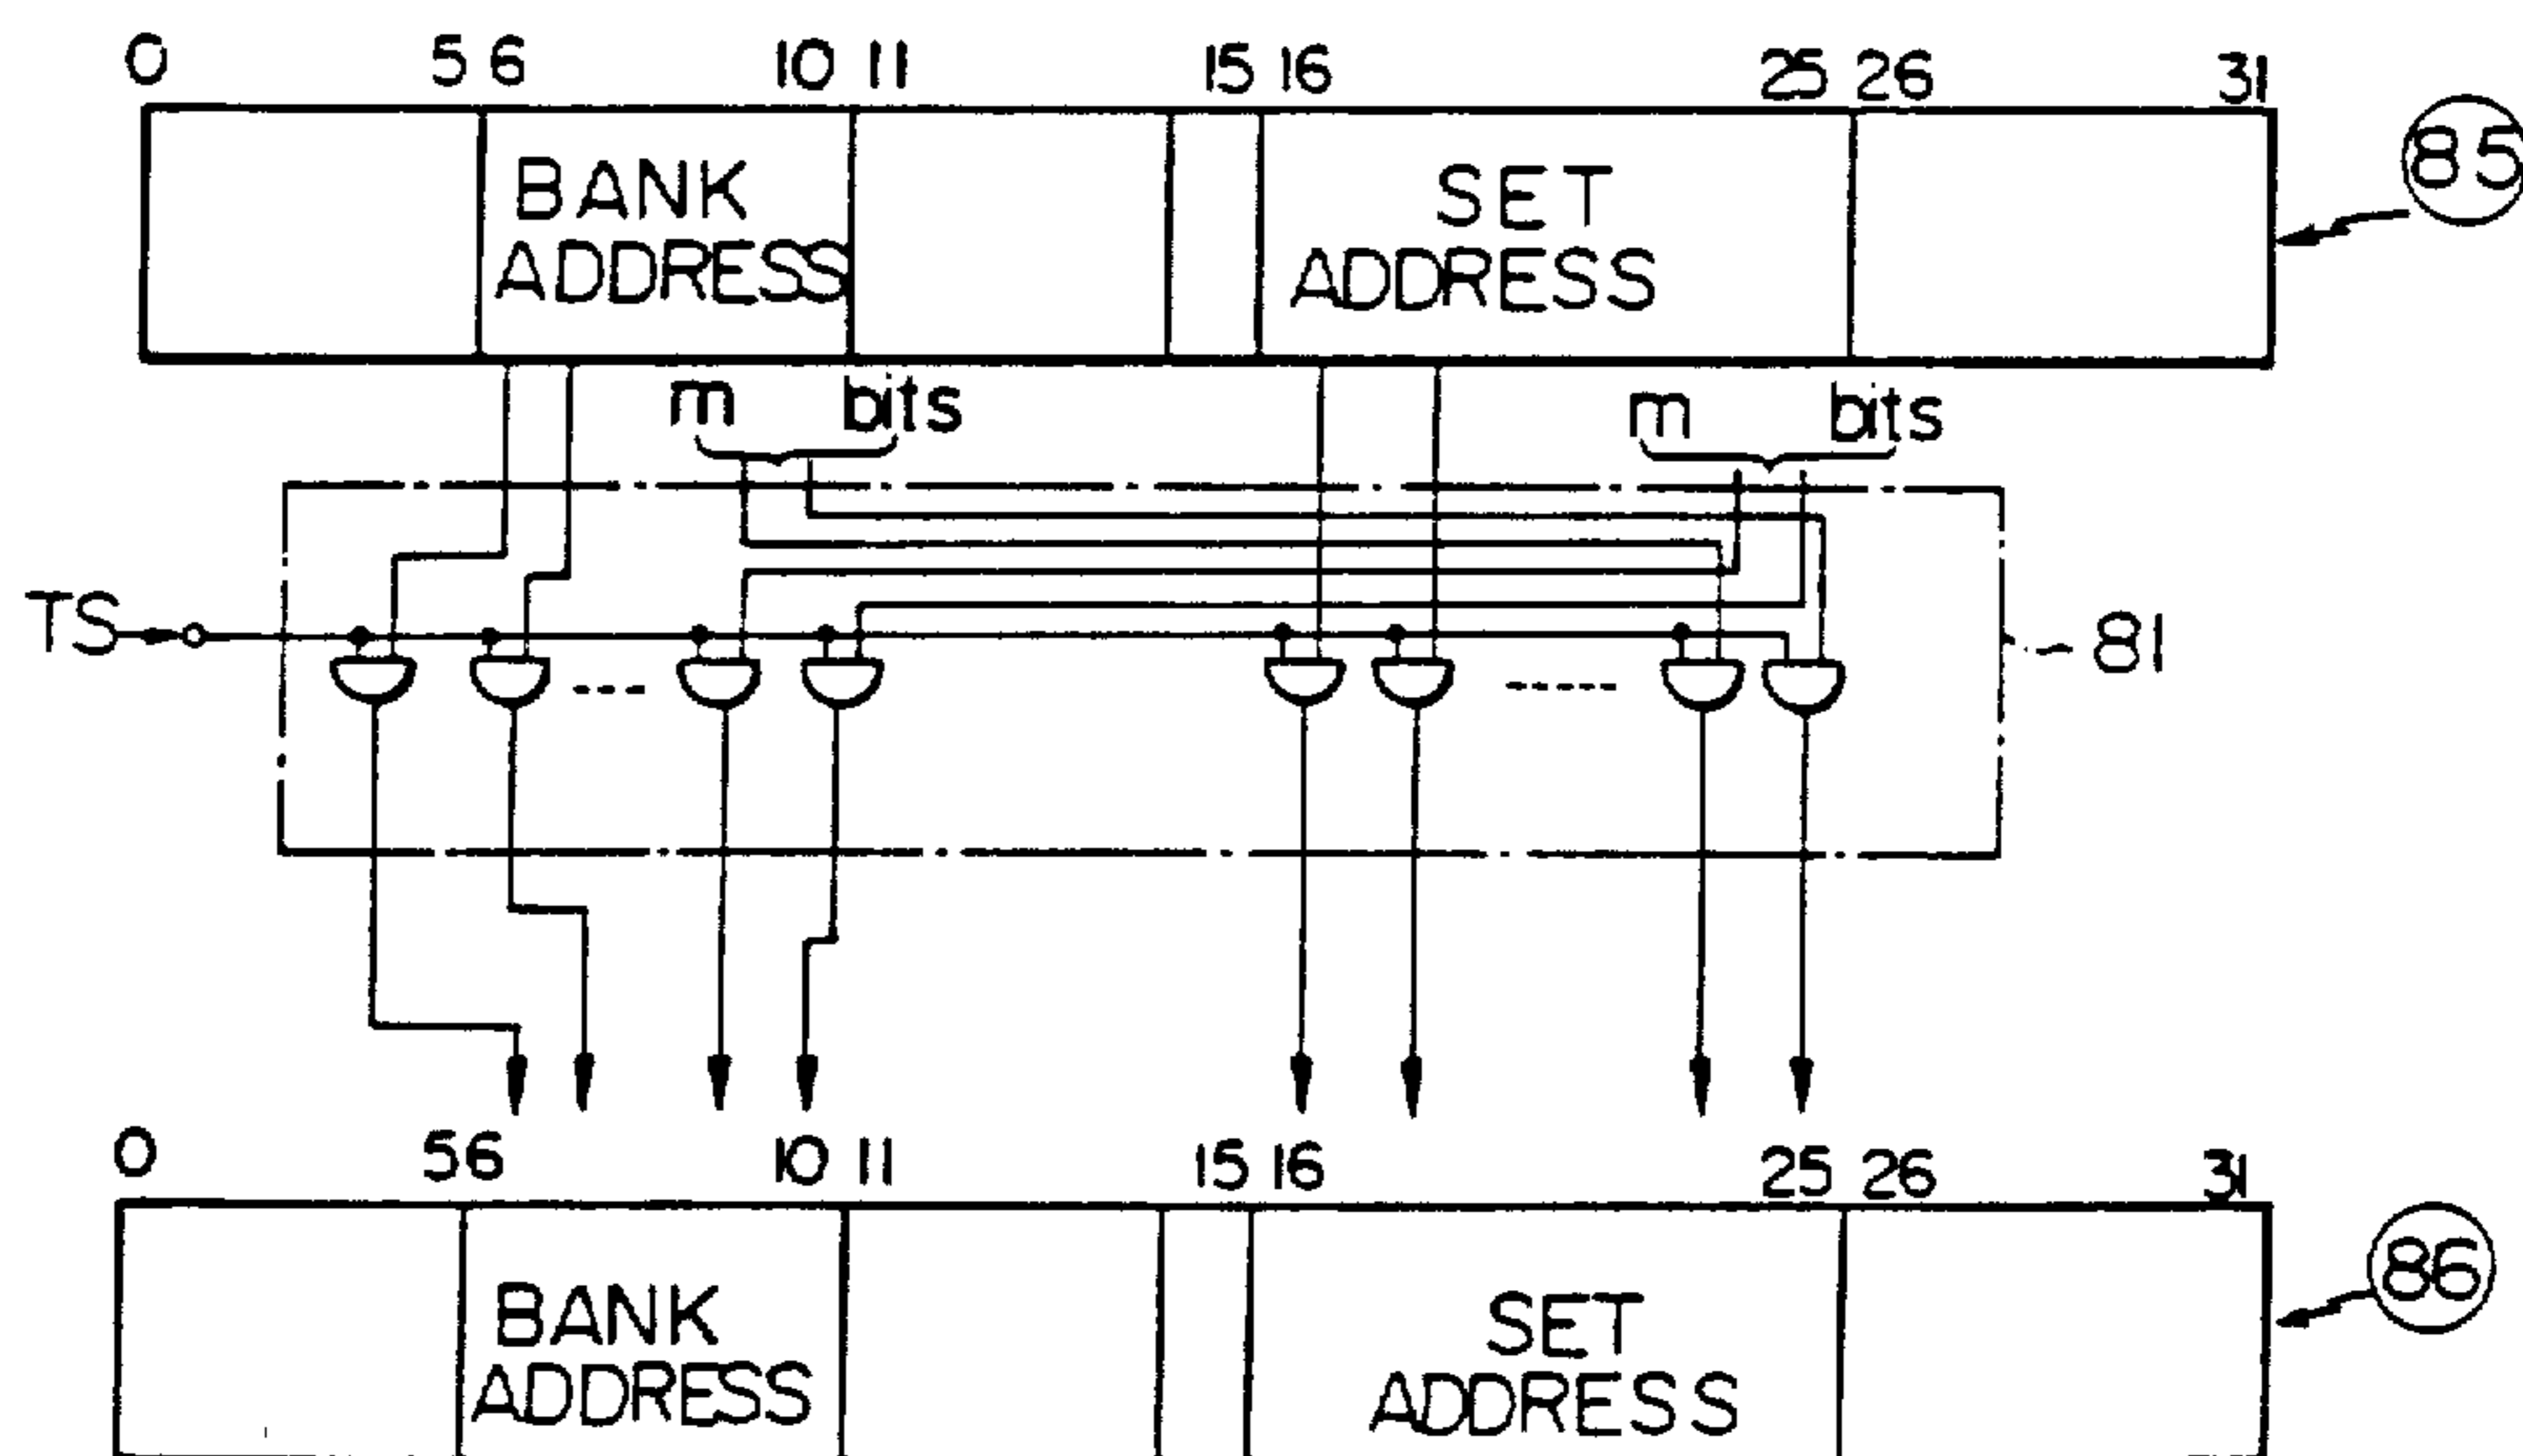 0 5 6 10 11 15 16 25 26 31
BANK ADDRESS
SET ADDRESS
85
m bits
m bits
TS
81
0 5 6 10 11 15 16 25 26 31
BANK ADDRESS
SET ADDRESS
86